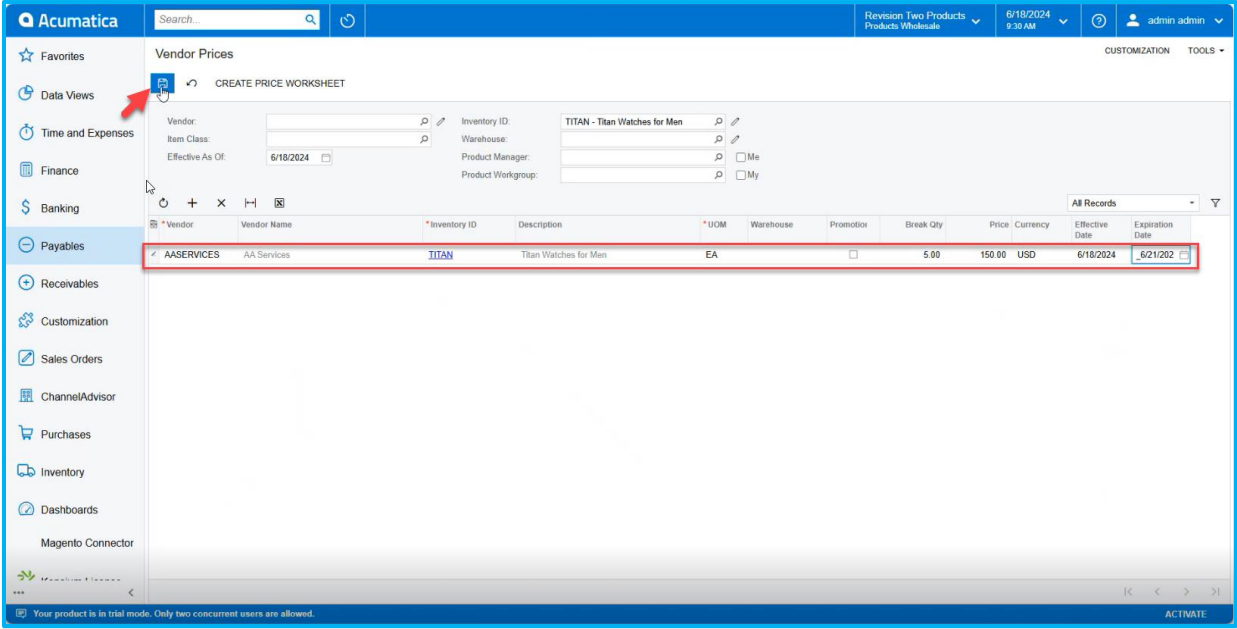 Acumatica
Search...
Revision Two Products
Products Wholesale
6/18/2024
9:30 AM
admin admin
Favorites
Data Views
Time and Expenses
Finance
Banking
Payables
Receivables
Customization
Sales Orders
ChannelAdvisor
Purchases
Inventory
Dashboards
Magento Connector
Vendor Prices
CUSTOMIZATION TOOLS
CREATE PRICE WORKSHEET
Vendor:
Item Class:
Effective As Of: 6/18/2024
Inventory ID: TITAN - Titan Watches for Men
Warehouse:
Product Manager: Me
Product Workgroup: My
All Records
* Vendor Vendor Name * Inventory ID Description * UOM Warehouse Promotion Break Qty Price Currency Effective Date Expiration Date
AASERVICES AA Services TITAN Titan Watches for Men EA 5.00 150.00 USD 6/18/2024 _6/21/202
Your product is in trial mode. Only two concurrent users are allowed.
ACTIVATE